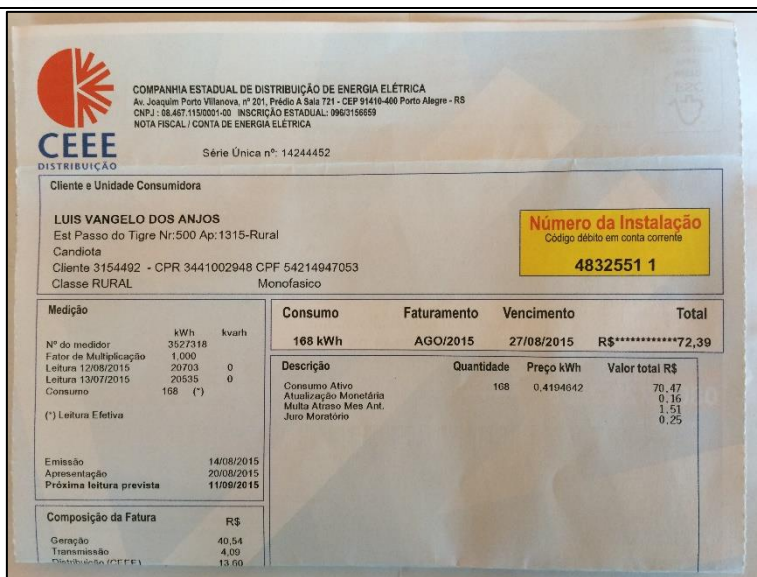 COMPANHIA ESTADUAL DE DISTRIBUIÇÃO DE ENERGIA ELÉTRICA
Av. Joaquim Porto Villanova, nº 201, Prédio A Sala 721 - CEP 91410-400 Porto Alegre - RS
CNPJ : 08.467.115/0001-00 INSCRIÇÃO ESTADUAL: 096/3156659
NOTA FISCAL / CONTA DE ENERGIA ELÉTRICA
CEEE
DISTRIBUIÇÃO
Série Única nº: 14244452
Cliente e Unidade Consumidora
LUIS VANGELO DOS ANJOS
Est Passo do Tigre Nr:500 Ap:1315-Rural
Candiota
Cliente 3154492 - CPR 3441002948 CPF 54214947053
Classe RURAL Monofasico
Número da Instalação
Código débito em conta corrente
4832551 1
Medição
kWh kvarh
Nº do medidor 3527318
Fator de Multiplicação 1,000
Leitura 12/08/2015 20703 0
Leitura 13/07/2015 20535 0
Consumo 168 (*)
(*) Leitura Efetiva
Emissão 14/08/2015
Apresentação 20/08/2015
Próxima leitura prevista 11/09/2015
Consumo Faturamento Vencimento Total
168 kWh AGO/2015 27/08/2015 R$************72,39
Descrição Quantidade Preço kWh Valor total R$
Consumo Ativo 168 0,4194642 70,47
Atualização Monetária 0,16
Multa Atraso Mes Ant. 1,51
Juro Moratório 0,25
Composição da Fatura R$
Geração 40,54
Transmissão 4,09
Distribuição (CEEE) 13,60